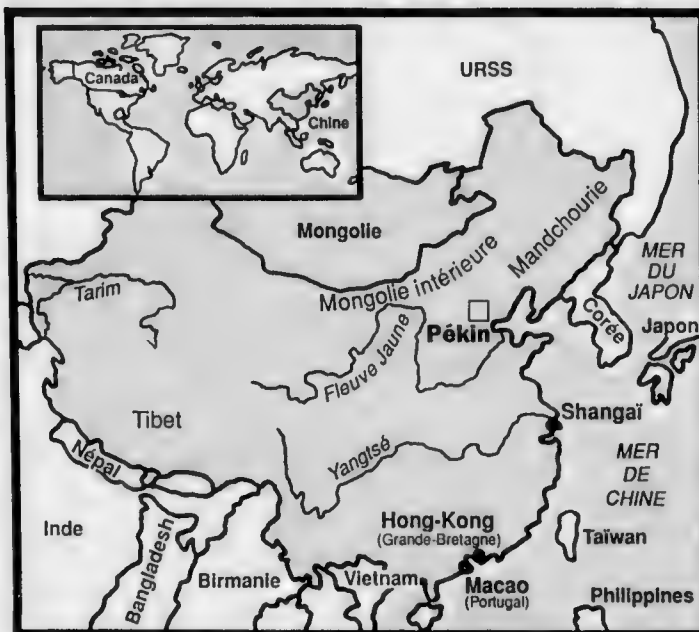 Canada
Chine
URSS
Mongolie
Mongolie intérieure
Mandchourie
MER
DU
JAPON
Tarim
Pékin
Corée
Japon
Fleuve Jaune
Tibet
Shangaï
Népal
Yangtsé
MER
DE
CHINE
Inde
Bangladesh
Birmanie
Hong-Kong
(Grande-Bretagne)
Vietnam
Macao
(Portugal)
Taïwan
Philippines